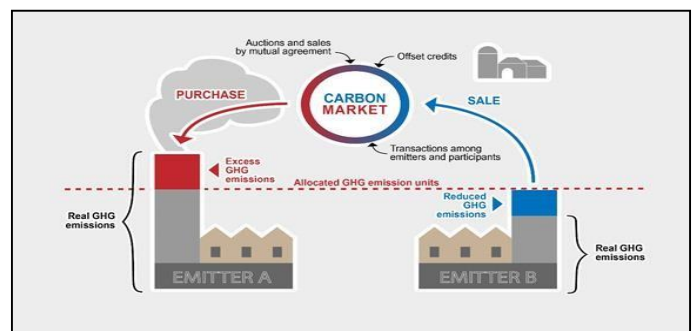 Auctions and sales
by mutual agreement
Offset credits
PURCHASE
CARBON
MARKET
SALE
Transactions among
emitters and participants
Excess
GHG
emissions
Allocated GHG emission units
Real GHG
emissions
Reduced
GHG
emissions
Real GHG
emissions
EMITTER A
EMITTER B